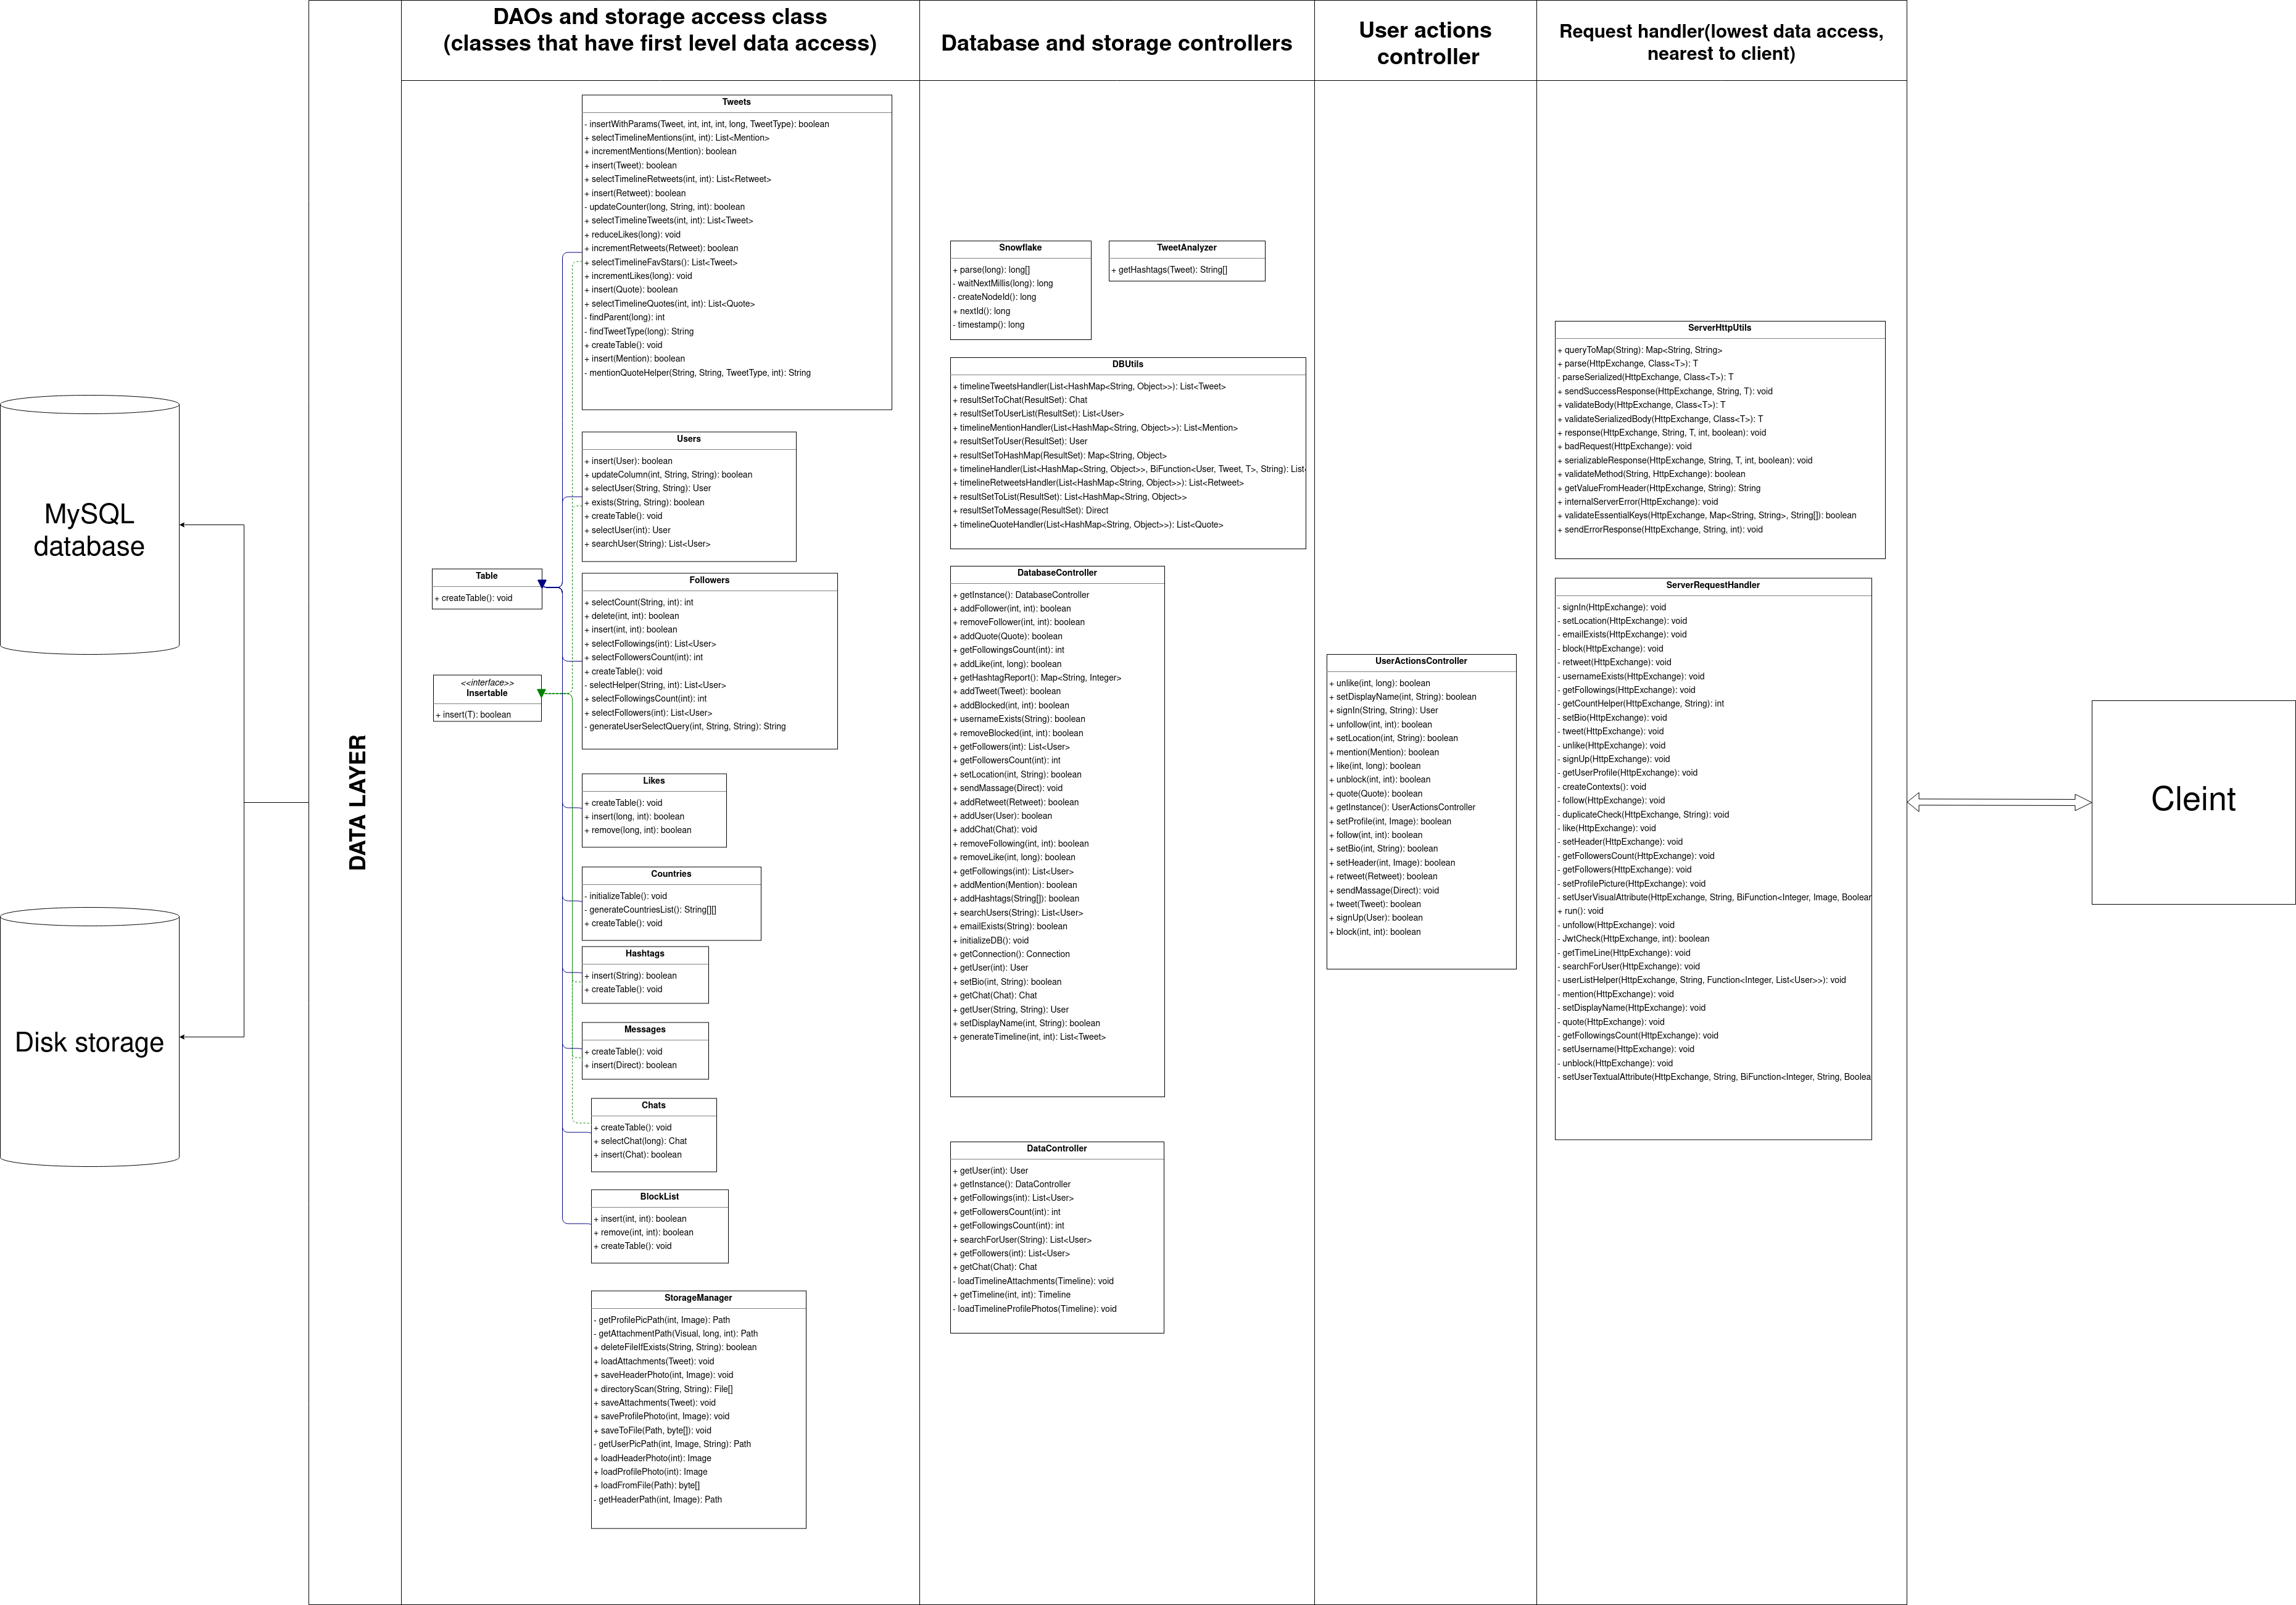 DAOs and storage access class
(classes that have first level data access)
Database and storage controllers
User actions
controller
Request handler(lowest data access,
nearest to client)
MySQL
database
Disk storage
DATA LAYER
Table
+ createTable(): void
<<interface>>
Insertable
+ insert(T): boolean
Tweets
- insertWithParams(Tweet, int, int, int, long, TweetType): boolean
+ selectTimelineMentions(int, int): List<Mention>
+ incrementMentions(Mention): boolean
+ insert(Tweet): boolean
+ selectTimelineRetweets(int, int): List<Retweet>
+ insert(Retweet): boolean
- updateCounter(long, String, int): boolean
+ selectTimelineTweets(int, int): List<Tweet>
+ reduceLikes(long): void
+ incrementRetweets(Retweet): boolean
+ selectTimelineFavStars(): List<Tweet>
+ incrementLikes(long): void
+ insert(Quote): boolean
+ selectTimelineQuotes(int, int): List<Quote>
- findParent(long): int
- findTweetType(long): String
+ createTable(): void
+ insert(Mention): boolean
- mentionQuoteHelper(String, String, TweetType, int): String
Users
+ insert(User): boolean
+ updateColumn(int, String, String): boolean
+ selectUser(String, String): User
+ exists(String, String): boolean
+ createTable(): void
+ selectUser(int): User
+ searchUser(String): List<User>
Followers
+ selectCount(String, int): int
+ delete(int, int): boolean
+ insert(int, int): boolean
+ selectFollowings(int): List<User>
+ selectFollowersCount(int): int
+ createTable(): void
- selectHelper(String, int): List<User>
+ selectFollowingsCount(int): int
+ selectFollowers(int): List<User>
- generateUserSelectQuery(int, String, String): String
Likes
+ createTable(): void
+ insert(long, int): boolean
+ remove(long, int): boolean
Countries
- initializeTable(): void
- generateCountriesList(): String[][]
+ createTable(): void
Hashtags
+ insert(String): boolean
+ createTable(): void
Messages
+ createTable(): void
+ insert(Direct): boolean
Chats
+ createTable(): void
+ selectChat(long): Chat
+ insert(Chat): boolean
BlockList
+ insert(int, int): boolean
+ remove(int, int): boolean
+ createTable(): void
StorageManager
- getProfilePicPath(int, Image): Path
- getAttachmentPath(Visual, long, int): Path
+ deleteFileIfExists(String, String): boolean
+ loadAttachments(Tweet): void
+ saveHeaderPhoto(int, Image): void
+ directoryScan(String, String): File[]
+ saveAttachments(Tweet): void
+ saveProfilePhoto(int, Image): void
+ saveToFile(Path, byte[]): void
- getUserPicPath(int, Image, String): Path
+ loadHeaderPhoto(int): Image
+ loadProfilePhoto(int): Image
+ loadFromFile(Path): byte[]
- getHeaderPath(int, Image): Path
Snowflake
+ parse(long): long[]
- waitNextMillis(long): long
- createNodeId(): long
+ nextId(): long
- timestamp(): long
TweetAnalyzer
+ getHashtags(Tweet): String[]
DBUtils
+ timelineTweetsHandler(List<HashMap<String, Object>>): List<Tweet>
+ resultSetToChat(ResultSet): Chat
+ resultSetToUserList(ResultSet): List<User>
+ timelineMentionHandler(List<HashMap<String, Object>>): List<Mention>
+ resultSetToUser(ResultSet): User
+ resultSetToHashMap(ResultSet): Map<String, Object>
+ timelineHandler(List<HashMap<String, Object>>, BiFunction<User, Tweet, T>, String): List<
+ timelineRetweetsHandler(List<HashMap<String, Object>>): List<Retweet>
+ resultSetToList(ResultSet): List<HashMap<String, Object>>
+ resultSetToMessage(ResultSet): Direct
+ timelineQuoteHandler(List<HashMap<String, Object>>): List<Quote>
DatabaseController
+ getInstance(): DatabaseController
+ addFollower(int, int): boolean
+ removeFollower(int, int): boolean
+ addQuote(Quote): boolean
+ getFollowingsCount(int): int
+ addLike(int, long): boolean
+ getHashtagReport(): Map<String, Integer>
+ addTweet(Tweet): boolean
+ addBlocked(int, int): boolean
+ usernameExists(String): boolean
+ removeBlocked(int, int): boolean
+ getFollowers(int): List<User>
+ getFollowersCount(int): int
+ setLocation(int, String): boolean
+ sendMassage(Direct): void
+ addRetweet(Retweet): boolean
+ addUser(User): boolean
+ addChat(Chat): void
+ removeFollowing(int, int): boolean
+ removeLike(int, long): boolean
+ getFollowings(int): List<User>
+ addMention(Mention): boolean
+ addHashtags(String[]): boolean
+ searchUsers(String): List<User>
+ emailExists(String): boolean
+ initializeDB(): void
+ getConnection(): Connection
+ getUser(int): User
+ setBio(int, String): boolean
+ getChat(Chat): Chat
+ getUser(String, String): User
+ setDisplayName(int, String): boolean
+ generateTimeline(int, int): List<Tweet>
DataController
+ getUser(int): User
+ getInstance(): DataController
+ getFollowings(int): List<User>
+ getFollowersCount(int): int
+ getFollowingsCount(int): int
+ searchForUser(String): List<User>
+ getFollowers(int): List<User>
+ getChat(Chat): Chat
- loadTimelineAttachments(Timeline): void
+ getTimeline(int, int): Timeline
- loadTimelineProfilePhotos(Timeline): void
UserActionsController
+ unlike(int, long): boolean
+ setDisplayName(int, String): boolean
+ signIn(String, String): User
+ unfollow(int, int): boolean
+ setLocation(int, String): boolean
+ mention(Mention): boolean
+ like(int, long): boolean
+ unblock(int, int): boolean
+ quote(Quote): boolean
+ getInstance(): UserActionsController
+ setProfile(int, Image): boolean
+ follow(int, int): boolean
+ setBio(int, String): boolean
+ setHeader(int, Image): boolean
+ retweet(Retweet): boolean
+ sendMassage(Direct): void
+ tweet(Tweet): boolean
+ signUp(User): boolean
+ block(int, int): boolean
ServerHttpUtils
+ queryToMap(String): Map<String, String>
+ parse(HttpExchange, Class<T>): T
- parseSerialized(HttpExchange, Class<T>): T
+ sendSuccessResponse(HttpExchange, String, T): void
+ validateBody(HttpExchange, Class<T>): T
+ validateSerializedBody(HttpExchange, Class<T>): T
+ response(HttpExchange, String, T, int, boolean): void
+ badRequest(HttpExchange): void
+ serializableResponse(HttpExchange, String, T, int, boolean): void
+ validateMethod(String, HttpExchange): boolean
+ getValueFromHeader(HttpExchange, String): String
+ internalServerError(HttpExchange): void
+ validateEssentialKeys(HttpExchange, Map<String, String>, String[]): boolean
+ sendErrorResponse(HttpExchange, String, int): void
ServerRequestHandler
- signIn(HttpExchange): void
- setLocation(HttpExchange): void
- emailExists(HttpExchange): void
- block(HttpExchange): void
- retweet(HttpExchange): void
- usernameExists(HttpExchange): void
- getFollowings(HttpExchange): void
- getCountHelper(HttpExchange, String): int
- setBio(HttpExchange): void
- tweet(HttpExchange): void
- unlike(HttpExchange): void
- signUp(HttpExchange): void
- getUserProfile(HttpExchange): void
- createContexts(): void
- follow(HttpExchange): void
- duplicateCheck(HttpExchange, String): void
- like(HttpExchange): void
- setHeader(HttpExchange): void
- getFollowersCount(HttpExchange): void
- getFollowers(HttpExchange): void
- setProfilePicture(HttpExchange): void
- setUserVisualAttribute(HttpExchange, String, BiFunction<Integer, Image, Boolear
+ run(): void
- unfollow(HttpExchange): void
- JwtCheck(HttpExchange, int): boolean
- getTimeLine(HttpExchange): void
- searchForUser(HttpExchange): void
- userListHelper(HttpExchange, String, Function<Integer, List<User>>): void
- mention(HttpExchange): void
- setDisplayName(HttpExchange): void
- quote(HttpExchange): void
- getFollowingsCount(HttpExchange): void
- setUsername(HttpExchange): void
- unblock(HttpExchange): void
- setUserTextualAttribute(HttpExchange, String, BiFunction<Integer, String, Boolea
Cleint